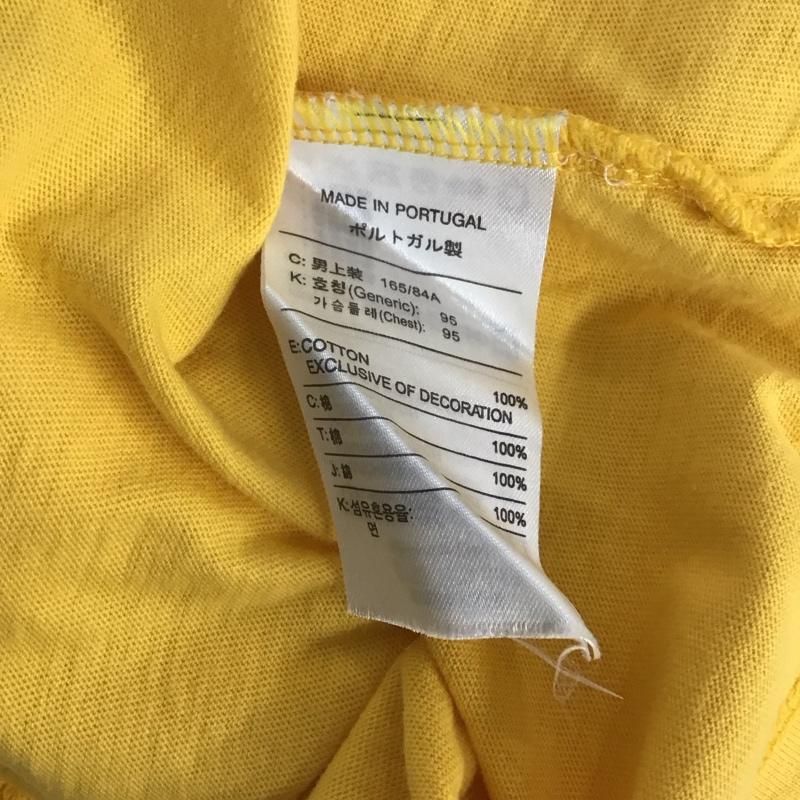 MADE IN PORTUGAL
ポルトガル製
C: 男上装 165/84A
K: 호칭(Generic): 95
가슴둘레(Chest): 95
E:COTTON 100%
EXCLUSIVE OF DECORATION
C:棉 100%
T:棉 100%
J:綿 100%
K:섬유혼용율:
면